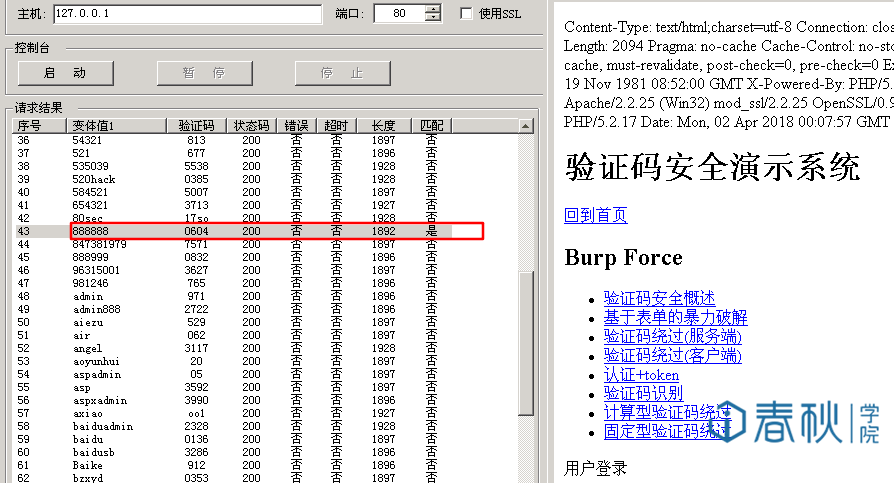 主机: 127.0.0.1 端口: 80 使用SSL
控制台
启 动 暂 停 停 止
请求结果
序号 变体值1 验证码 状态码 错误 超时 长度 匹配
36 54321 813 200 否 否 1897 否
37 521 677 200 否 否 1896 否
38 535039 5538 200 否 否 1928 否
39 520hack 0385 200 否 否 1928 否
40 584521 5007 200 否 否 1897 否
41 654321 3713 200 否 否 1927 否
42 80sec 17so 200 否 否 1928 否
43 888888 0604 200 否 否 1892 是
44 847381979 7571 200 否 否 1897 否
45 888999 0832 200 否 否 1896 否
46 96315001 3627 200 否 否 1897 否
47 981246 765 200 否 否 1897 否
48 admin 971 200 否 否 1896 否
49 admin888 2722 200 否 否 1896 否
50 aiezu 529 200 否 否 1897 否
51 air 062 200 否 否 1897 否
52 angel 3117 200 否 否 1928 否
53 aoyunhui 20 200 否 否 1896 否
54 aspadmin 05 200 否 否 1897 否
55 asp 3592 200 否 否 1897 否
56 aspxadmin 3990 200 否 否 1896 否
57 axiao oo1 200 否 否 1927 否
58 baiduadmin 2328 200 否 否 1928 否
59 baidu 0136 200 否 否 1897 否
60 baidusb 3286 200 否 否 1896 否
61 Baike 912 200 否 否 1896 否
62 bzxyd 0353 200 否 否 1897 否
Content-Type: text/html;charset=utf-8 Connection: clos
Length: 2094 Pragma: no-cache Cache-Control: no-sto
cache, must-revalidate, post-check=0, pre-check=0 Ex
19 Nov 1981 08:52:00 GMT X-Powered-By: PHP/5.
Apache/2.2.25 (Win32) mod_ssl/2.2.25 OpenSSL/0.9
PHP/5.2.17 Date: Mon, 02 Apr 2018 00:07:57 GMT
验证码安全演示系统
回到首页
Burp Force
验证码安全概述
基于表单的暴力破解
验证码绕过(服务端)
验证码绕过(客户端)
认证+token
验证码识别
计算型验证码绕过
固定型验证码绕过
春秋学院
用户登录